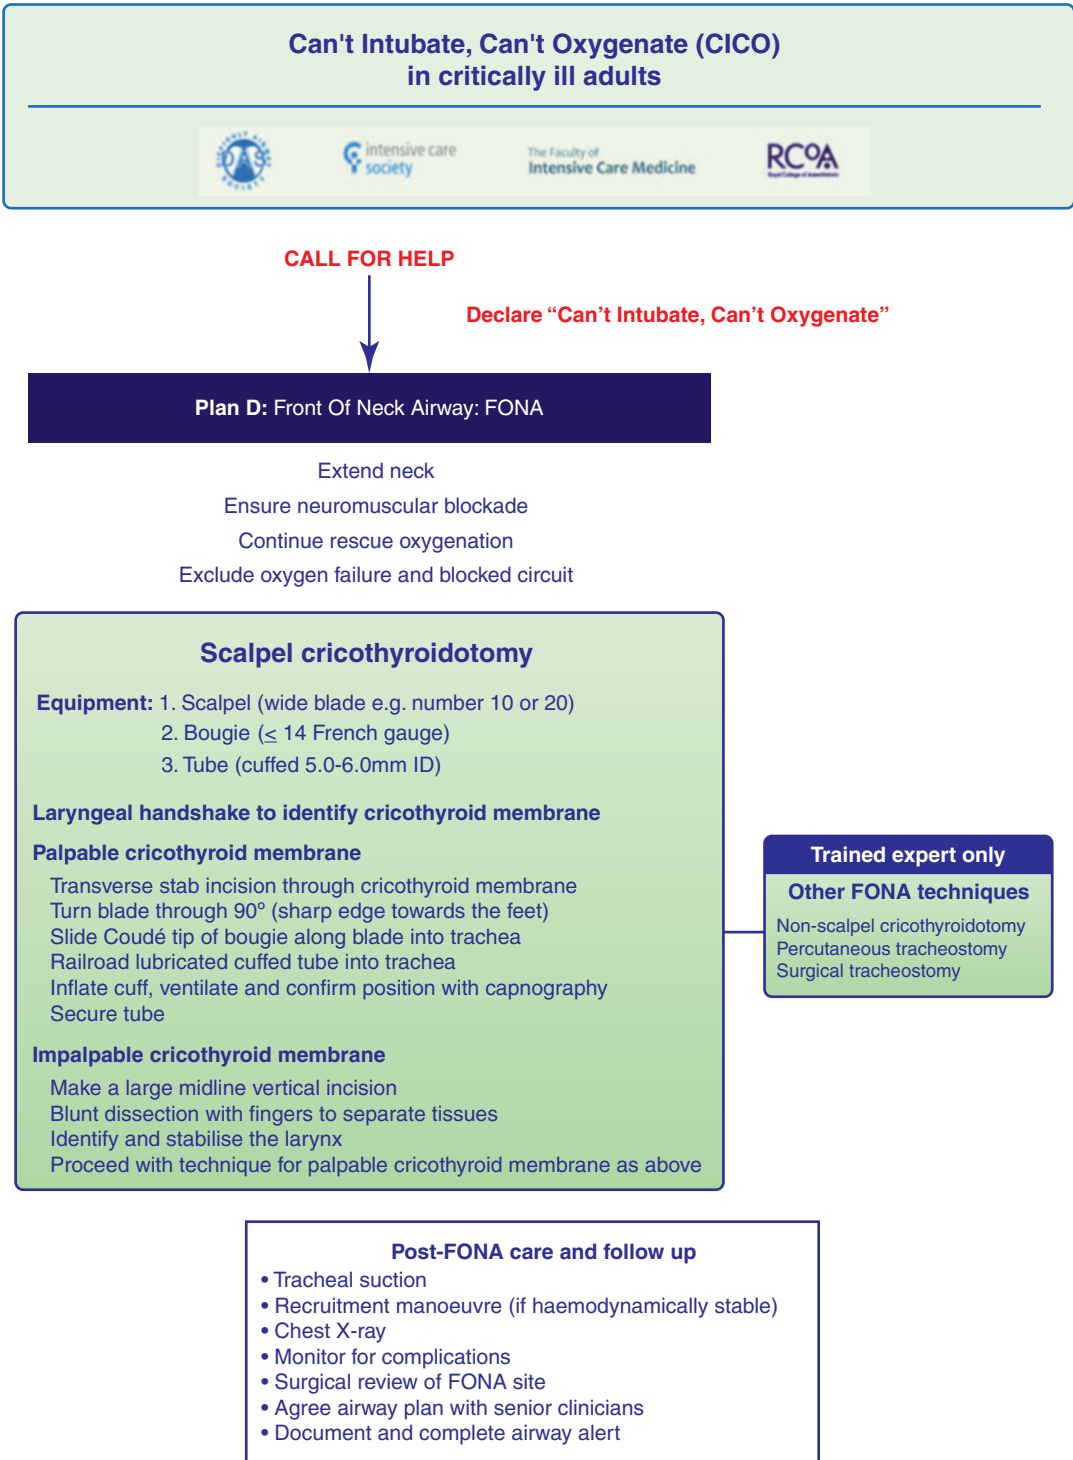 Can't Intubate, Can't Oxygenate (CICO)
in critically ill adults
DIFFICULT AIRWAY SOCIETY
DAS
intensive care
society
The Faculty of
Intensive Care Medicine
RCOA
Royal College of Anaesthetists
CALL FOR HELP
Declare “Can’t Intubate, Can’t Oxygenate”
Plan D: Front Of Neck Airway: FONA
Extend neck
Ensure neuromuscular blockade
Continue rescue oxygenation
Exclude oxygen failure and blocked circuit
Scalpel cricothyroidotomy
Equipment: 1. Scalpel (wide blade e.g. number 10 or 20)
2. Bougie (≤ 14 French gauge)
3. Tube (cuffed 5.0-6.0mm ID)
Laryngeal handshake to identify cricothyroid membrane
Palpable cricothyroid membrane
Transverse stab incision through cricothyroid membrane
Turn blade through 90º (sharp edge towards the feet)
Slide Coudé tip of bougie along blade into trachea
Railroad lubricated cuffed tube into trachea
Inflate cuff, ventilate and confirm position with capnography
Secure tube
Impalpable cricothyroid membrane
Make a large midline vertical incision
Blunt dissection with fingers to separate tissues
Identify and stabilise the larynx
Proceed with technique for palpable cricothyroid membrane as above
Trained expert only
Other FONA techniques
Non-scalpel cricothyroidotomy
Percutaneous tracheostomy
Surgical tracheostomy
Post-FONA care and follow up
• Tracheal suction
• Recruitment manoeuvre (if haemodynamically stable)
• Chest X-ray
• Monitor for complications
• Surgical review of FONA site
• Agree airway plan with senior clinicians
• Document and complete airway alert